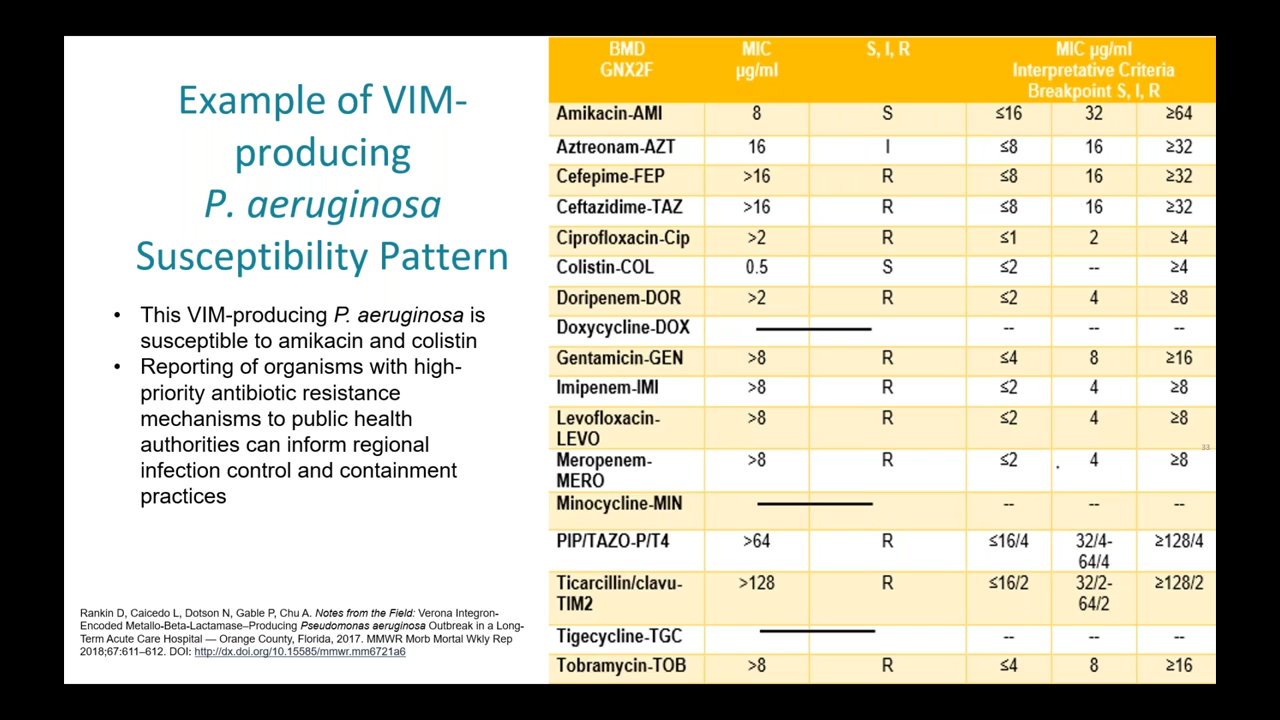 Example of VIM-
producing
P. aeruginosa
Susceptibility Pattern
• This VIM-producing P. aeruginosa is
susceptible to amikacin and colistin
• Reporting of organisms with high-
priority antibiotic resistance
mechanisms to public health
authorities can inform regional
infection control and containment
practices
Rankin D, Caicedo L, Dotson N, Gable P, Chu A. Notes from the Field: Verona Integron-
Encoded Metallo-Beta-Lactamase–Producing Pseudomonas aeruginosa Outbreak in a Long-
Term Acute Care Hospital — Orange County, Florida, 2017. MMWR Morb Mortal Wkly Rep
2018;67:611–612. DOI: http://dx.doi.org/10.15585/mmwr.mm6721a6
BMD GNX2F MIC µg/ml S, I, R MIC µg/ml Interpretative Criteria Breakpoint S, I, R
Amikacin-AMI 8 S ≤16 32 ≥64
Aztreonam-AZT 16 I ≤8 16 ≥32
Cefepime-FEP >16 R ≤8 16 ≥32
Ceftazidime-TAZ >16 R ≤8 16 ≥32
Ciprofloxacin-Cip >2 R ≤1 2 ≥4
Colistin-COL 0.5 S ≤2 -- ≥4
Doripenem-DOR >2 R ≤2 4 ≥8
Doxycycline-DOX -- -- --
Gentamicin-GEN >8 R ≤4 8 ≥16
Imipenem-IMI >8 R ≤2 4 ≥8
Levofloxacin-LEVO >8 R ≤2 4 ≥8
33
Meropenem-MERO >8 R ≤2 4 ≥8
Minocycline-MIN -- -- --
PIP/TAZO-P/T4 >64 R ≤16/4 32/4-64/4 ≥128/4
Ticarcillin/clavu-TIM2 >128 R ≤16/2 32/2-64/2 ≥128/2
Tigecycline-TGC -- -- --
Tobramycin-TOB >8 R ≤4 8 ≥16